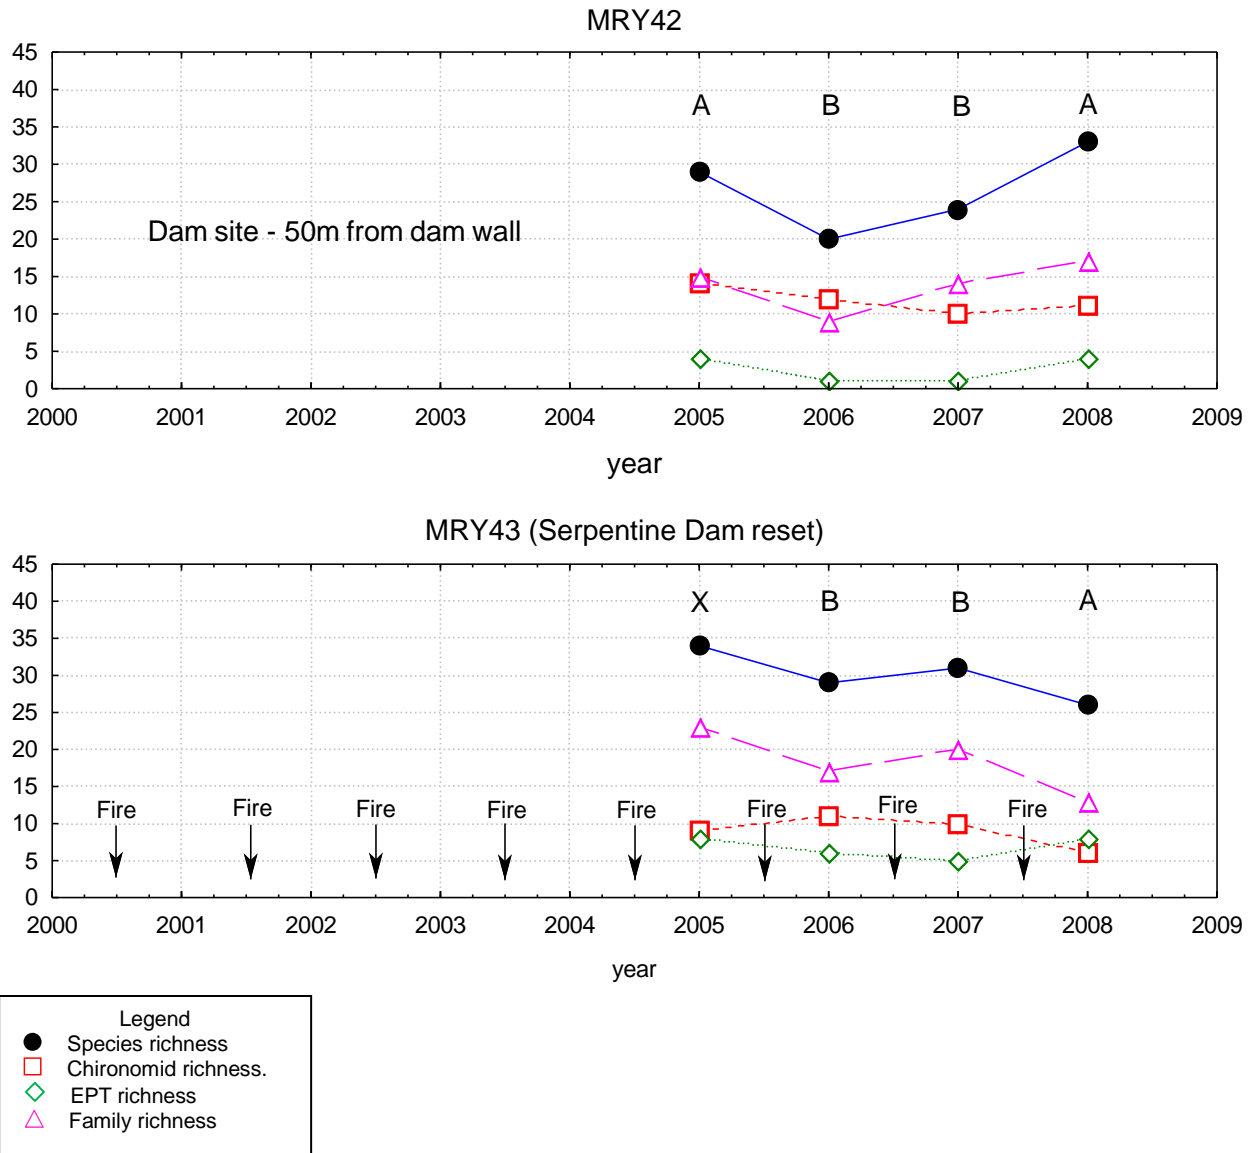 MRY42
45
40
35
30
25
20
15
10
5
0
A B B A
Dam site - 50m from dam wall
2000 2001 2002 2003 2004 2005 2006 2007 2008 2009
year
MRY43 (Serpentine Dam reset)
45
40
35
30
25
20
15
10
5
0
X B B A
Fire Fire Fire Fire Fire Fire Fire Fire
2000 2001 2002 2003 2004 2005 2006 2007 2008 2009
year
Legend
Species richness
Chironomid richness.
EPT richness
Family richness